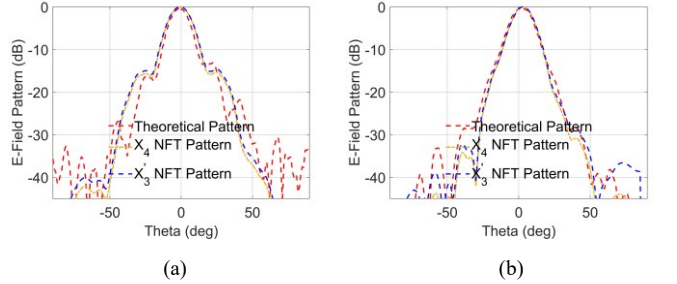 0
-10
-20
-30
-40
E-Field Pattern (dB)
Theoretical Pattern
X4 NFT Pattern
X3 NFT Pattern
-50 0 50
Theta (deg)
(a)
0
-10
-20
-30
-40
E-Field Pattern (dB)
Theoretical Pattern
X4 NFT Pattern
X3 NFT Pattern
-50 0 50
Theta (deg)
(b)